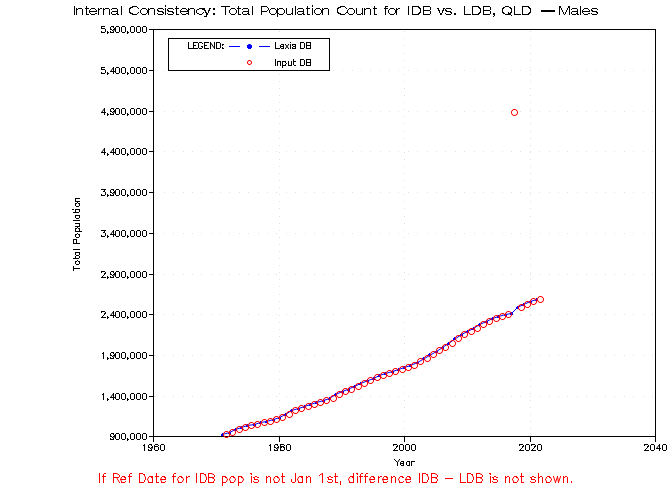 Internal Consistency: Total Population Count for IDB vs. LDB, QLD — Males
LEGEND: Lexis DB
Input DB
5,900,000
5,400,000
4,900,000
4,400,000
3,900,000
3,400,000
2,900,000
2,400,000
1,900,000
1,400,000
900,000
Total Population
1960 1980 2000 2020 2040
Year
If Ref Date for IDB pop is not Jan 1st, difference IDB – LDB is not shown.